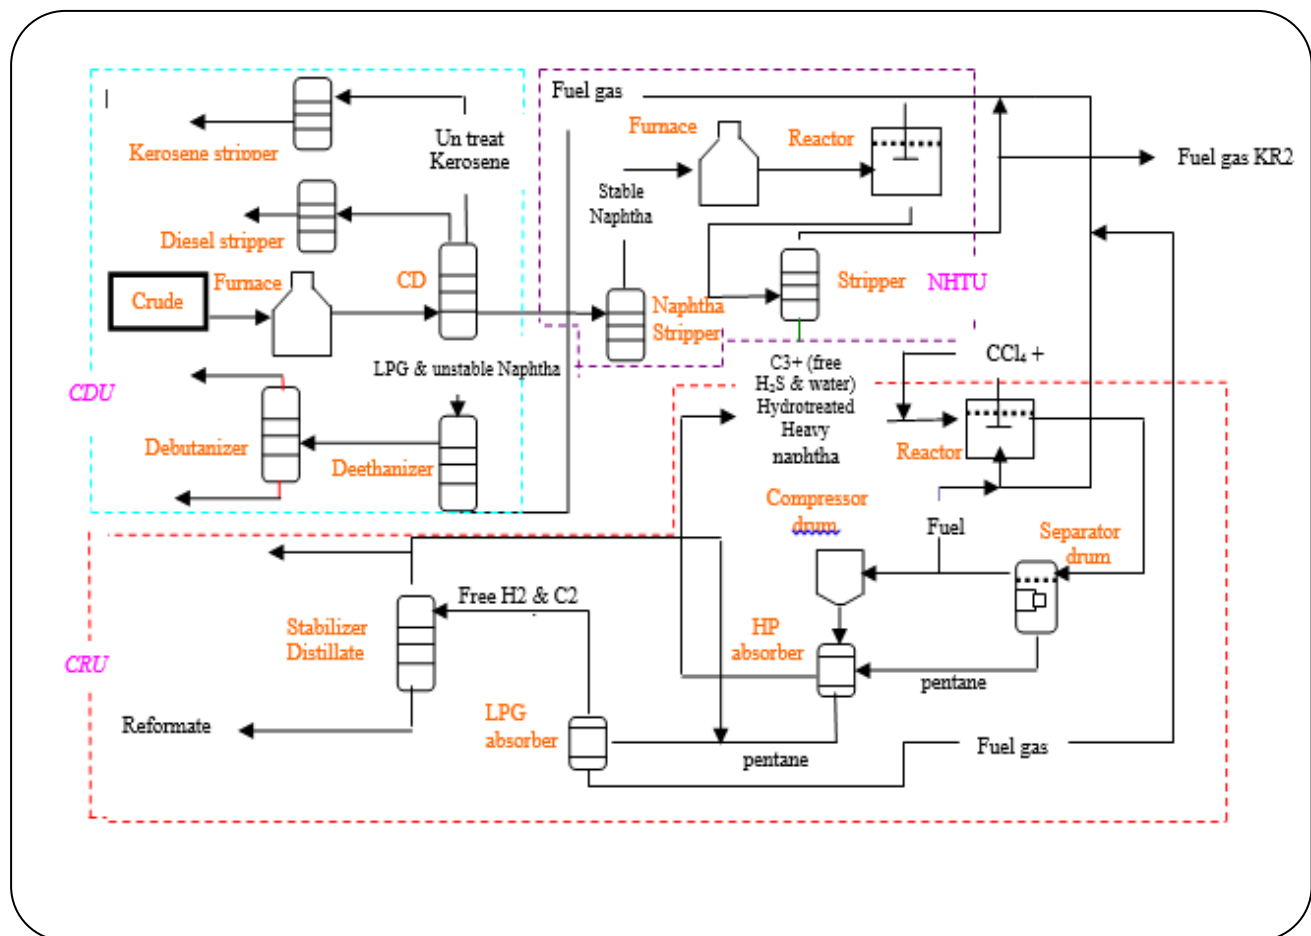 Fuel gas
Un treat
Kerosene
Kerosene stripper
Furnace
Reactor
Fuel gas KR2
Stable
Naphtha
Diesel stripper
Furnace
CD
Crude
Naphtha
Stripper
Stripper
NHTU
LPG & unstable Naphtha
CDU
C3+ (free
H₂S & water)
Hydrotreated
Heavy
naphtha
CCl₄ +
Debutanizer
Deethanizer
Reactor
Compressor
drum
Fuel
Separator
drum
Free H2 & C2
Stabilizer
Distillate
HP
absorber
CRU
pentane
Reformate
LPG
absorber
pentane
Fuel gas